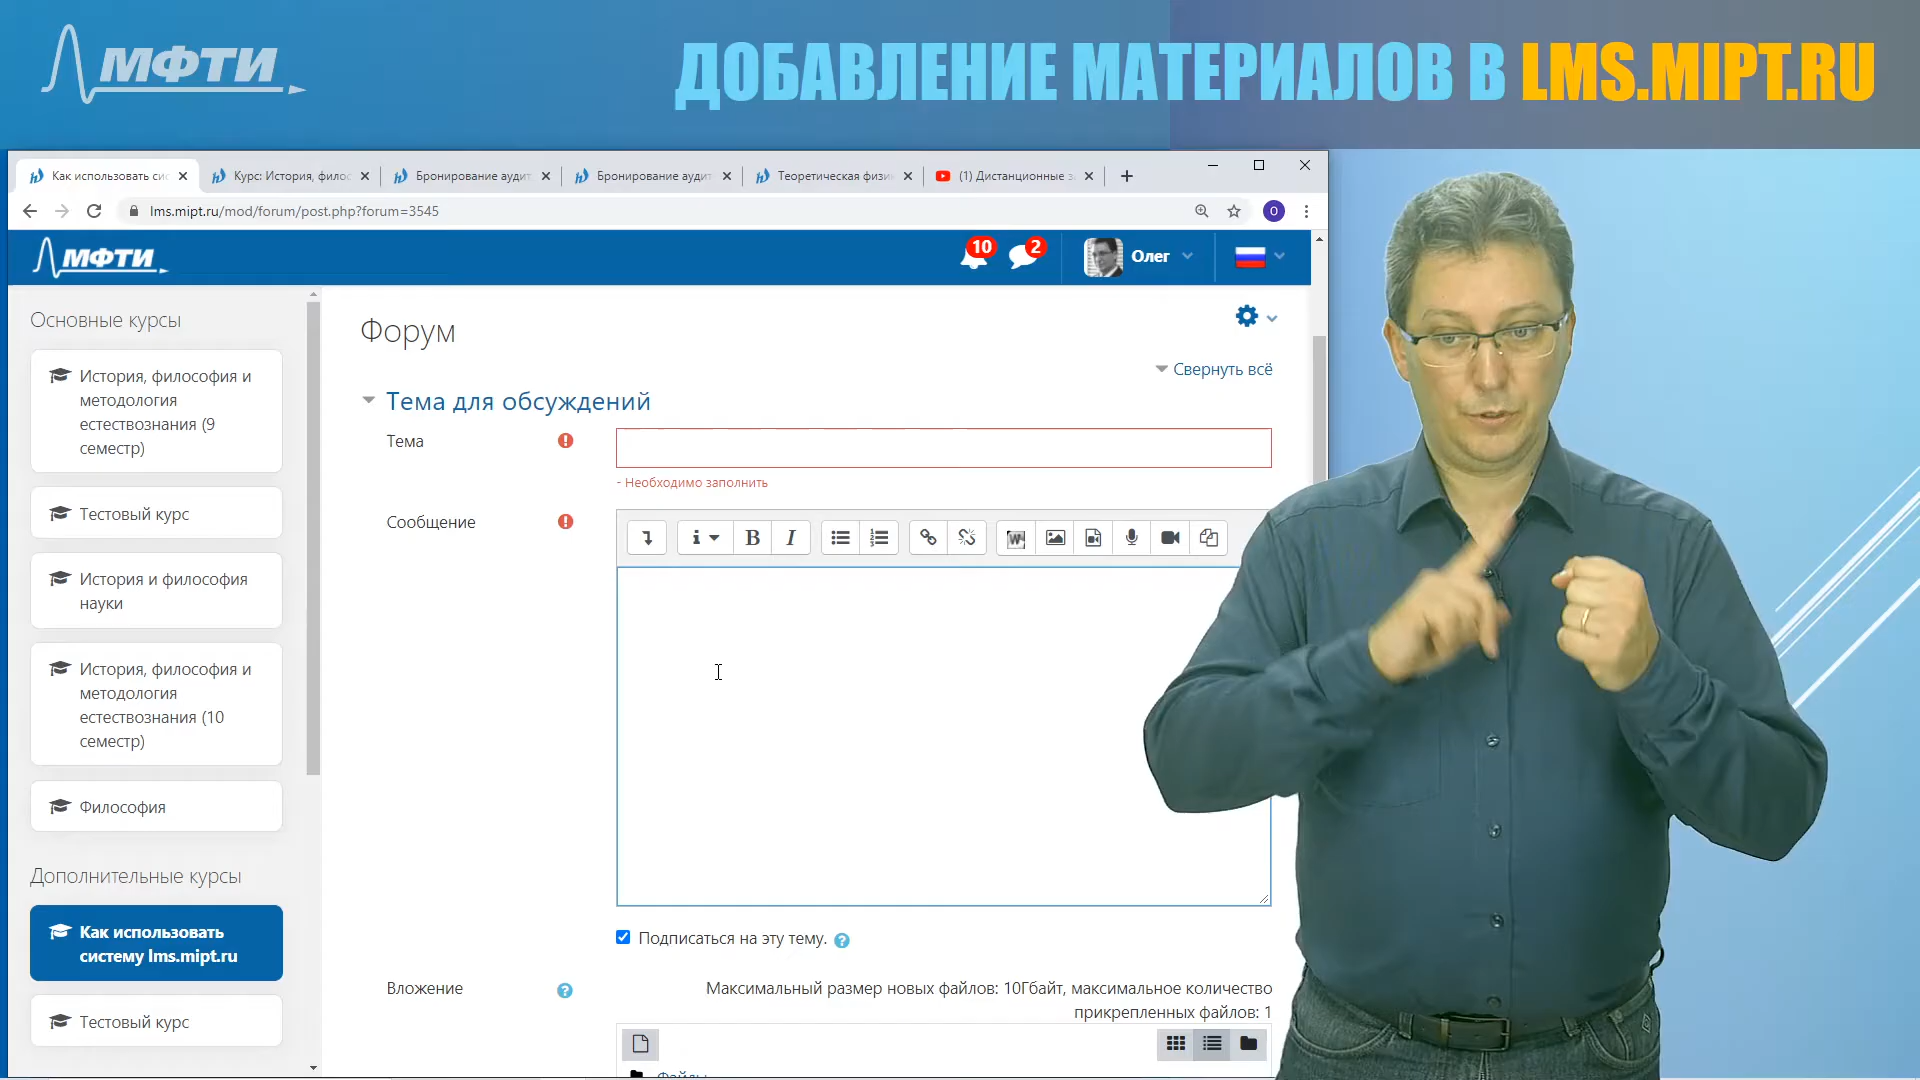 МФТИ
ДОБАВЛЕНИЕ МАТЕРИАЛОВ В LMS.MIPT.RU
Как использовать сис
Курс: История, филос
Бронирование аудит
Бронирование аудит
Теоретическая физи
(1) Дистанционные з
lms.mipt.ru/mod/forum/post.php?forum=3545
О
МФТИ
10
2
Олег
Основные курсы
История, философия и
методология
естествознания (9
семестр)
Тестовый курс
История и философия
науки
История, философия и
методология
естествознания (10
семестр)
Философия
Дополнительные курсы
Как использовать
систему lms.mipt.ru
Тестовый курс
Форум
Свернуть всё
Тема для обсуждений
Тема
- Необходимо заполнить
Сообщение
B I
Подписаться на эту тему.
Вложение
Максимальный размер новых файлов: 10Гбайт, максимальное количество
прикрепленных файлов: 1
Файлы